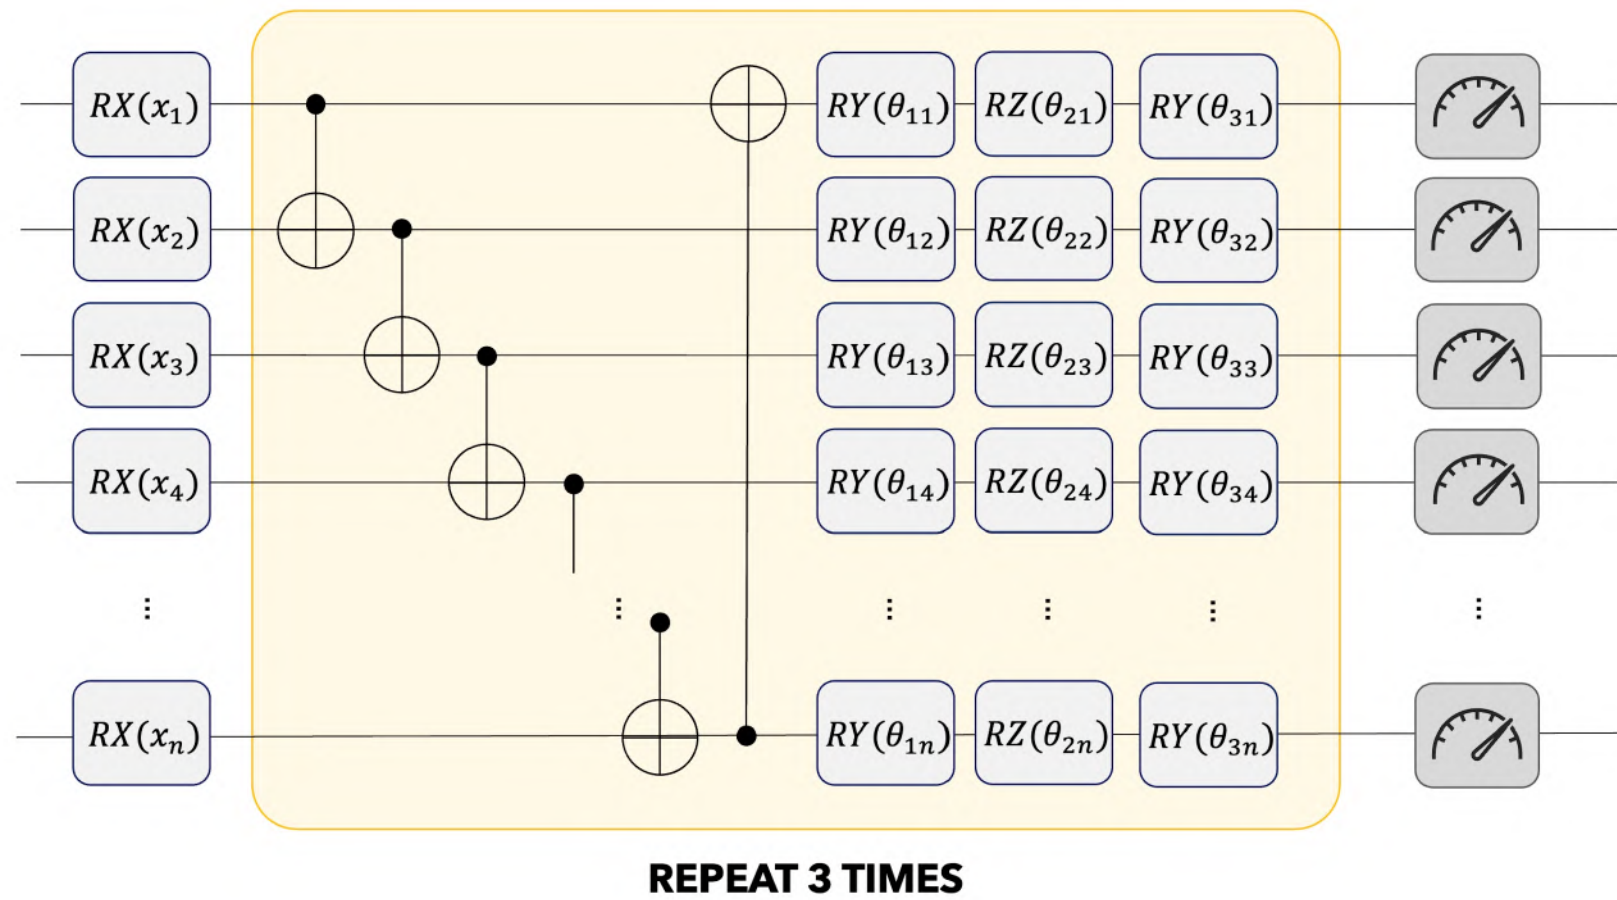 RX(x₁) RY(θ₁₁) RZ(θ₂₁) RY(θ₃₁)
RX(x₂) RY(θ₁₂) RZ(θ₂₂) RY(θ₃₂)
RX(x₃) RY(θ₁₃) RZ(θ₂₃) RY(θ₃₃)
RX(x₄) RY(θ₁₄) RZ(θ₂₄) RY(θ₃₄)
⋮ ⋮ ⋮ ⋮ ⋮ ⋮
RX(xₙ) RY(θ₁ₙ) RZ(θ₂ₙ) RY(θ₃ₙ)
REPEAT 3 TIMES